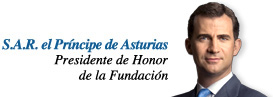 S.A.R. el Príncipe de Asturias
Presidente de Honor
de la Fundación